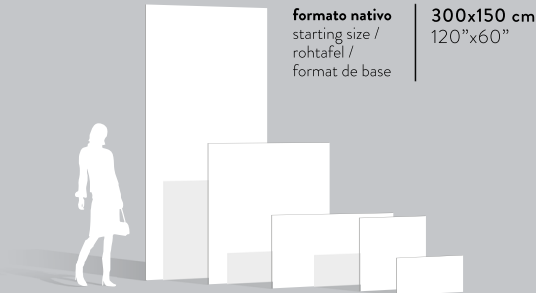 formato nativo
starting size /
rohtafel /
format de base
300x150 cm
120”x60”